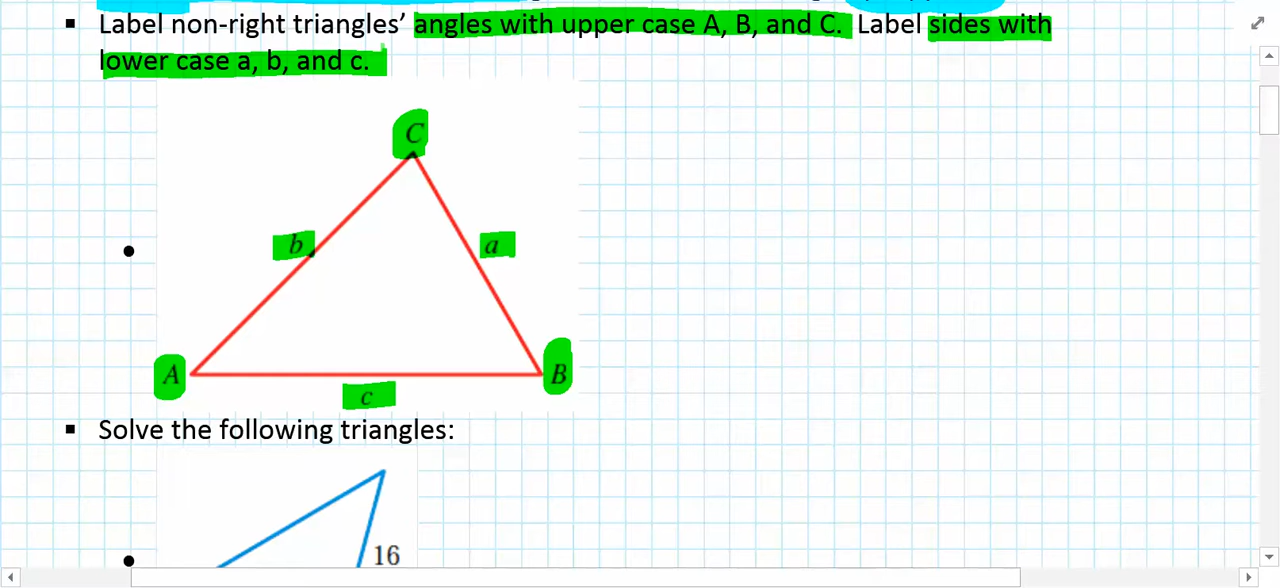 ▪ Label non-right triangles’ angles with upper case A, B, and C. Label sides with
lower case a, b, and c.
C
b
a
A
B
c
▪ Solve the following triangles:
16